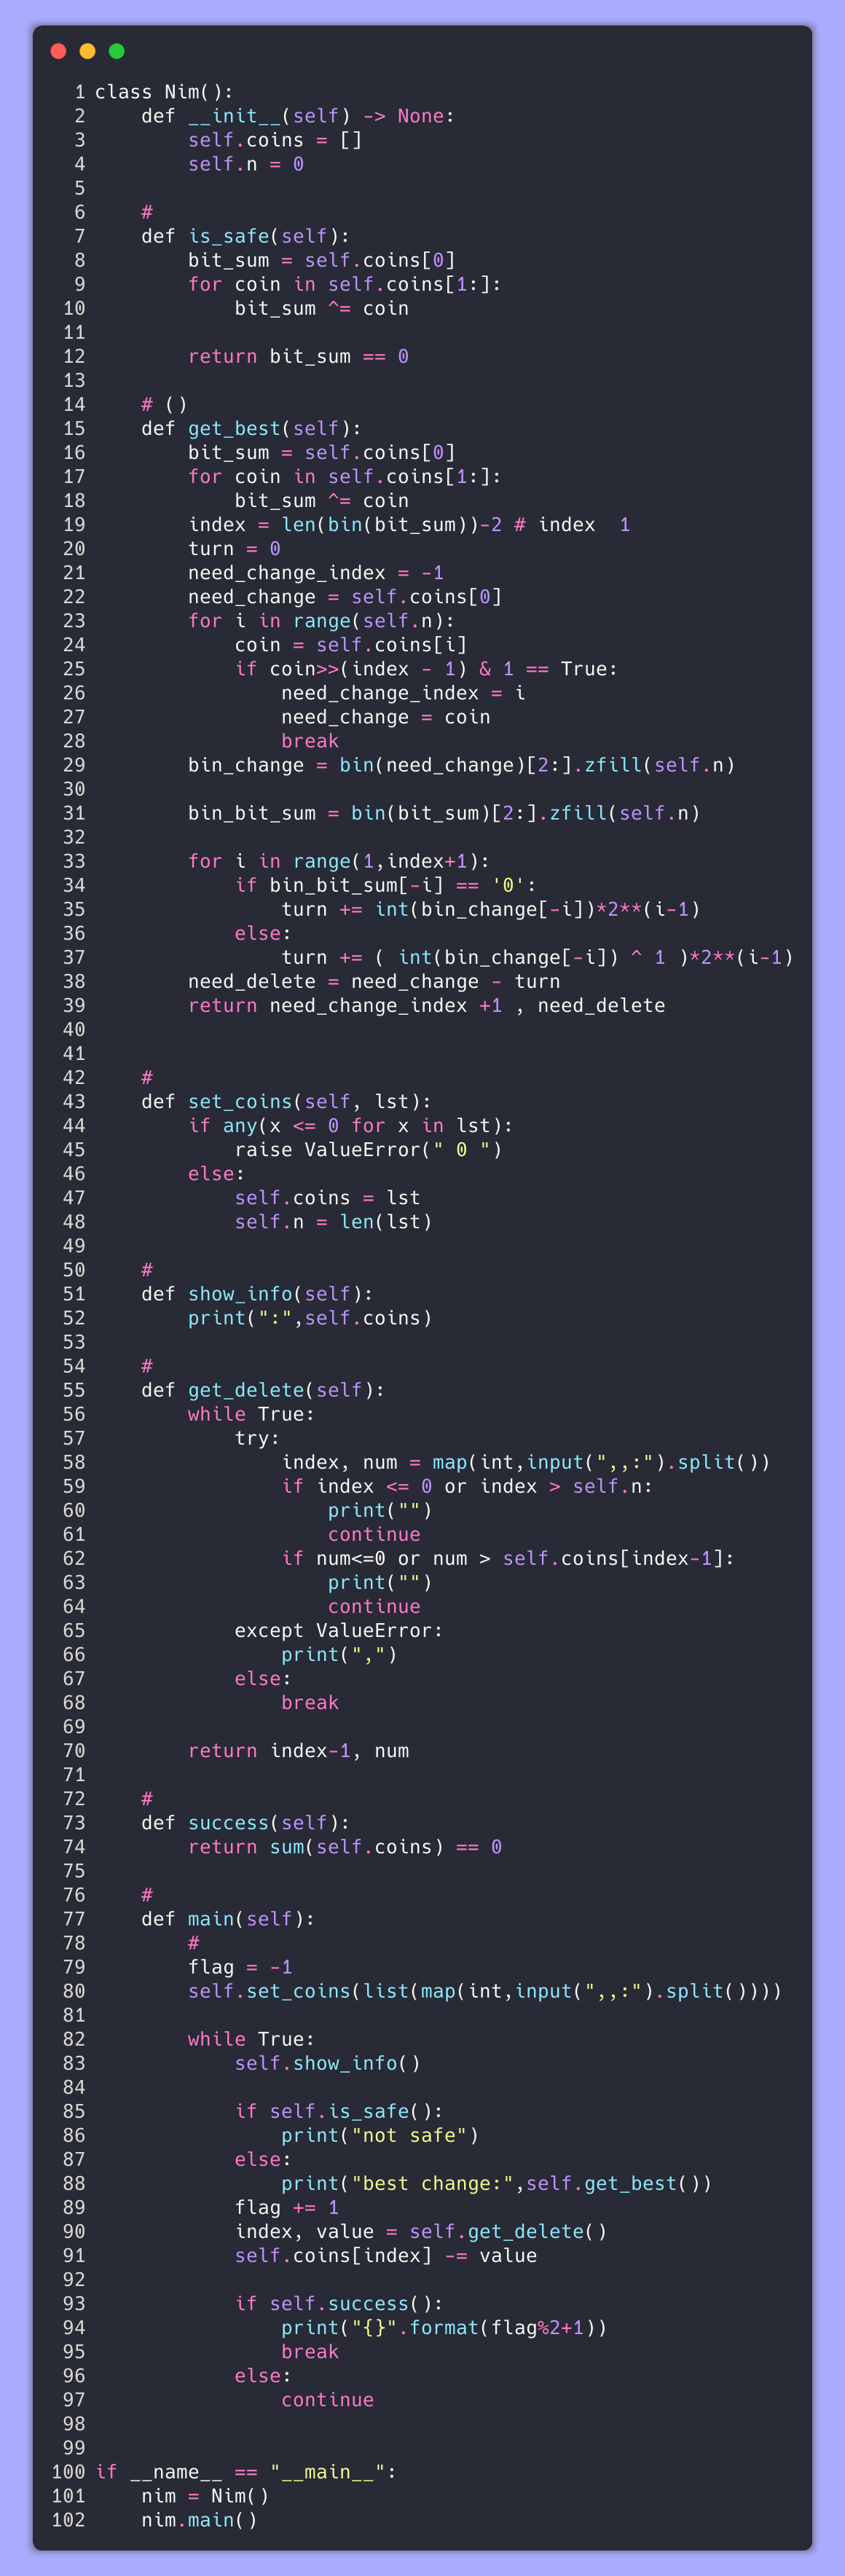 1 class Nim():
2     def __init__(self) -> None:
3         self.coins = []
4         self.n = 0
5
6     #
7     def is_safe(self):
8         bit_sum = self.coins[0]
9         for coin in self.coins[1:]:
10             bit_sum ^= coin
11
12         return bit_sum == 0
13
14     # ()
15     def get_best(self):
16         bit_sum = self.coins[0]
17         for coin in self.coins[1:]:
18             bit_sum ^= coin
19         index = len(bin(bit_sum))-2 # index  1
20         turn = 0
21         need_change_index = -1
22         need_change = self.coins[0]
23         for i in range(self.n):
24             coin = self.coins[i]
25             if coin>>(index - 1) & 1 == True:
26                 need_change_index = i
27                 need_change = coin
28                 break
29         bin_change = bin(need_change)[2:].zfill(self.n)
30
31         bin_bit_sum = bin(bit_sum)[2:].zfill(self.n)
32
33         for i in range(1,index+1):
34             if bin_bit_sum[-i] == '0':
35                 turn += int(bin_change[-i])*2**(i-1)
36             else:
37                 turn += ( int(bin_change[-i]) ^ 1 )*2**(i-1)
38         need_delete = need_change - turn
39         return need_change_index +1 , need_delete
40
41
42     #
43     def set_coins(self, lst):
44         if any(x <= 0 for x in lst):
45             raise ValueError(" 0 ")
46         else:
47             self.coins = lst
48             self.n = len(lst)
49
50     #
51     def show_info(self):
52         print(":",self.coins)
53
54     #
55     def get_delete(self):
56         while True:
57             try:
58                 index, num = map(int,input(",,:").split())
59                 if index <= 0 or index > self.n:
60                     print("")
61                     continue
62                 if num<=0 or num > self.coins[index-1]:
63                     print("")
64                     continue
65             except ValueError:
66                 print(",")
67             else:
68                 break
69
70         return index-1, num
71
72     #
73     def success(self):
74         return sum(self.coins) == 0
75
76     #
77     def main(self):
78         #
79         flag = -1
80         self.set_coins(list(map(int,input(",,:").split())))
81
82         while True:
83             self.show_info()
84
85             if self.is_safe():
86                 print("not safe")
87             else:
88                 print("best change:",self.get_best())
89             flag += 1
90             index, value = self.get_delete()
91             self.coins[index] -= value
92
93             if self.success():
94                 print("{}".format(flag%2+1))
95                 break
96             else:
97                 continue
98
99
100 if __name__ == "__main__":
101     nim = Nim()
102     nim.main()